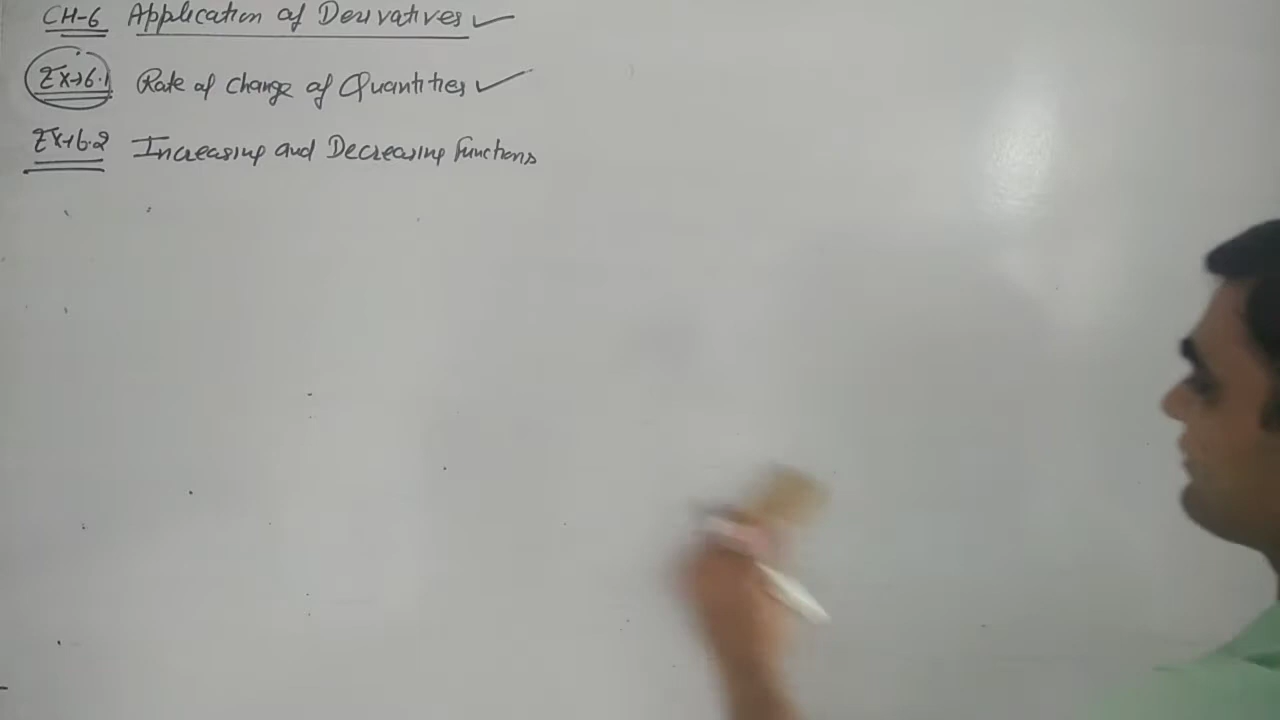 CH-6 Application of Derivatives ✓
Ex→6.1 Rate of change of Quantities ✓
Ex→6.2 Increasing and Decreasing functions